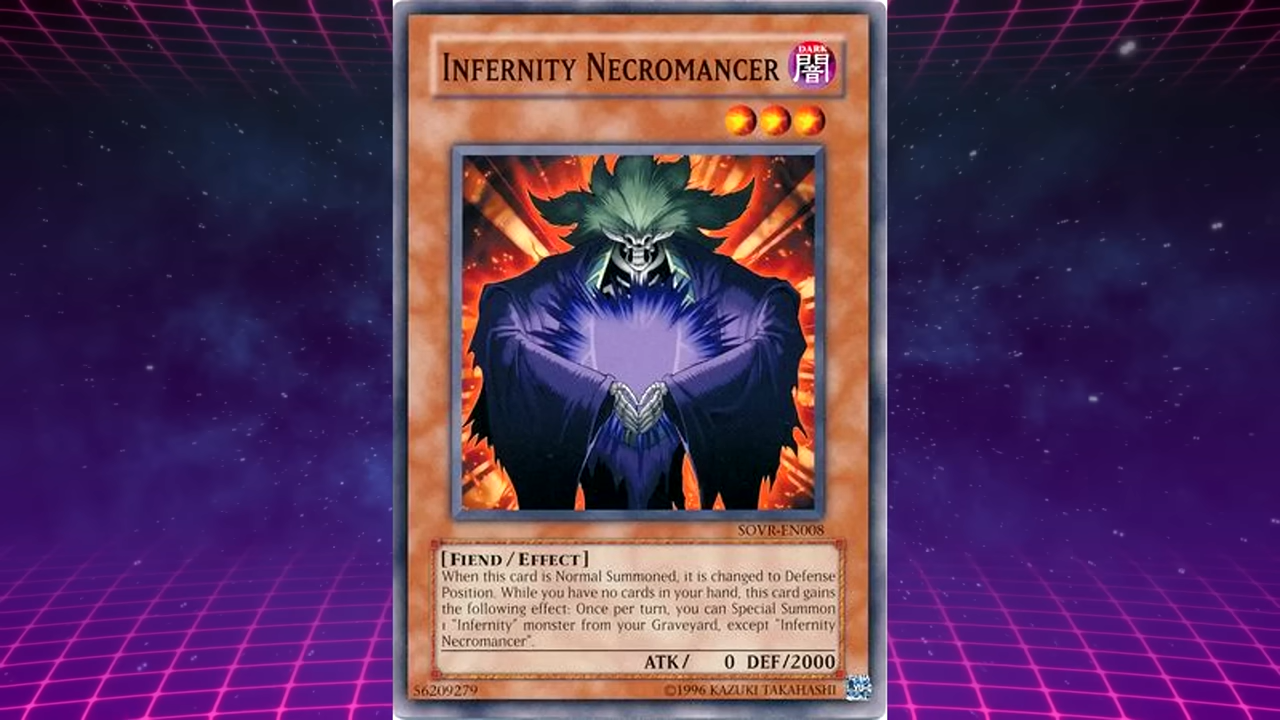 INFERNITY NECROMANCER
DARK
闇
SOVR-EN008
[FIEND/EFFECT]
When this card is Normal Summoned, it is changed to Defense
Position. While you have no cards in your hand, this card gains
the following effect: Once per turn, you can Special Summon
1 "Infernity" monster from your Graveyard, except "Infernity
Necromancer".
ATK/ 0 DEF/2000
56209279
©1996 KAZUKI TAKAHASHI